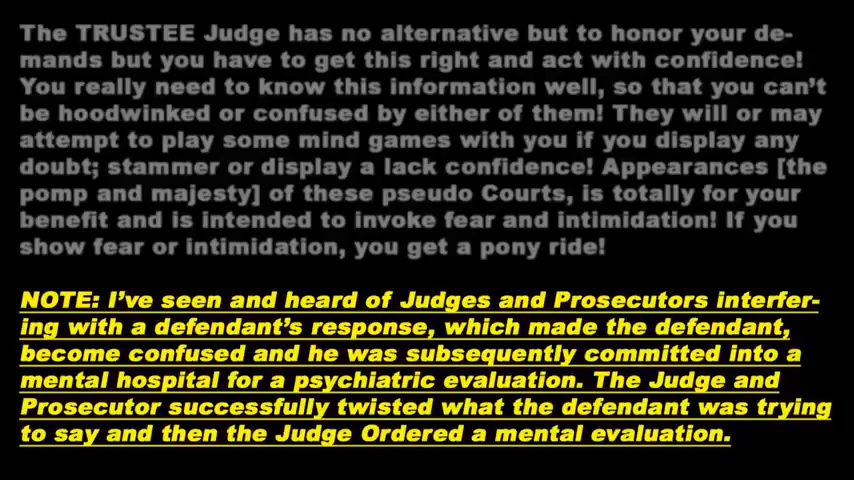 The TRUSTEE Judge has no alternative but to honor your de-
mands but you have to get this right and act with confidence!
You really need to know this information well, so that you can't
be hoodwinked or confused by either of them! They will or may
attempt to play some mind games with you if you display any
doubt; stammer or display a lack confidence! Appearances [the
pomp and majesty] of these pseudo Courts, is totally for your
benefit and is intended to invoke fear and intimidation! If you
show fear or intimidation, you get a pony ride!
NOTE: I've seen and heard of Judges and Prosecutors interfer-
ing with a defendant's response, which made the defendant,
become confused and he was subsequently committed into a
mental hospital for a psychiatric evaluation. The Judge and
Prosecutor successfully twisted what the defendant was trying
to say and then the Judge Ordered a mental evaluation.